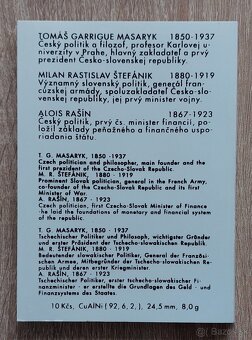 TOMÁŠ GARRIGUE MASARYK 1850-1937
Český politik a filozof, profesor Karlovej u-
niverzity v Prahe, hlavný zakladateľ a prvý
prezident Česko-slovenskej republiky.
MILAN RASTISLAV ŠTEFÁNIK 1880-1919
Významný slovenský politik, generál fran-
cúzskej armády, spoluzakladateľ Česko-slo-
venskej republiky, jej prvý minister vojny.
ALOIS RAŠÍN 1867-1923
Český politik, prvý čs. minister financií, po-
ložil základy peňažného a finančného uspo-
riadania štátu.
T. G. MASARYK, 1850 -1937
Czech politician and philosopher, main founder and
the first president of the Czecho-Slovak Republic.
M. R. ŠTEFÁNIK, 1880 - 1919
Prominent Slovak politician, general in the French Army,
co-founder of the Czecho-Slovak Republic and its first
Minister of War.
A. RAŠÍN, 1867 - 1923
Czech politician, first Czecho-Slovak Minister of Finance
-he laid the foundations of monetary and financial system
of the republic.
T. G. MASARYK, 1850 - 1937
Tschechischer Politiker und Philosoph, wichtigster Gründer
und erster Präsident der Tschecho-slowakischen Republik
M. R. ŠTEFÁNIK, 1880 - 1919
Bedeutender slowakischer Politiker, General der Französi-
schen Armee, Mitbegründer der Tschecho-slowakischen Re-
publik und deren erster Kriegsminister.
A. RAŠÍN, 1867 - 1923
Tschechischer Politiker, erster tschecho-slowakischer Fi-
nanzminister - er erstellte die Grundlagen des Geld - und
Finanzsystems des Staates.
10 Kčs, CuAlNi (92, 6, 2,), 24,5 mm, 8,0 g